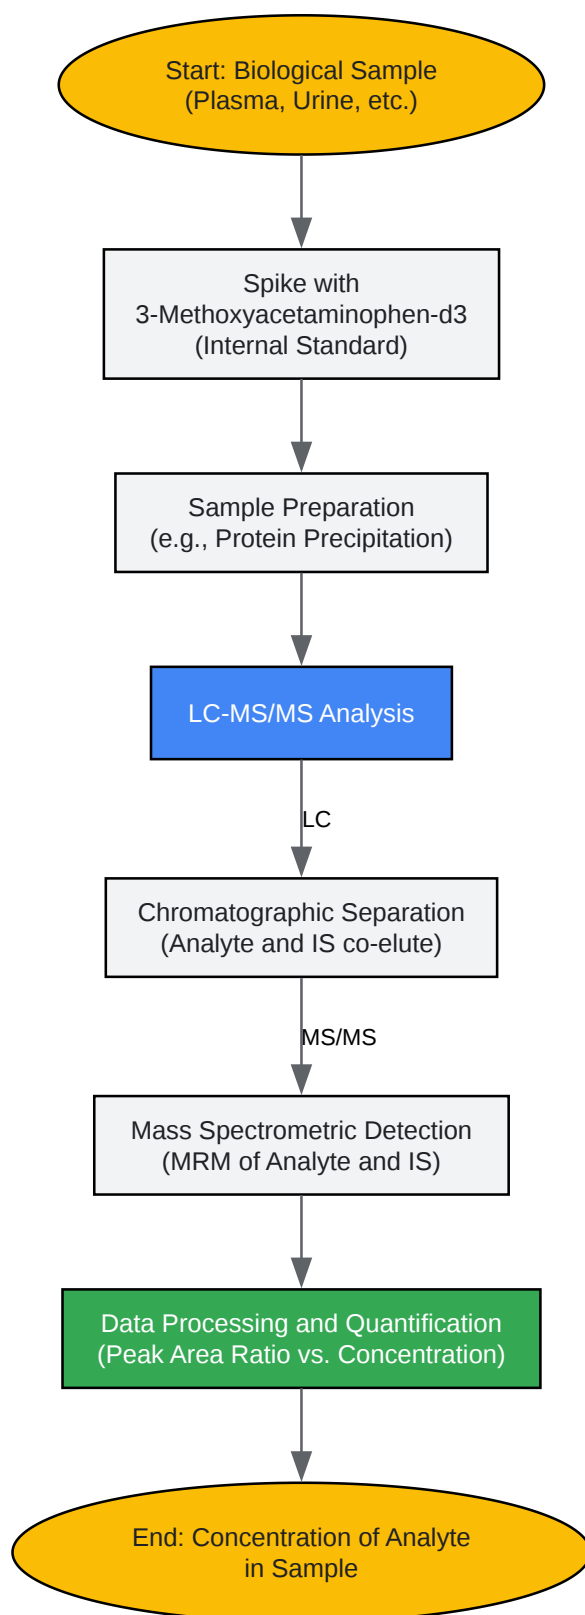 Start: Biological Sample
(Plasma, Urine, etc.)
Spike with
3-Methoxyacetaminophen-d3
(Internal Standard)
Sample Preparation
(e.g., Protein Precipitation)
LC-MS/MS Analysis
LC
Chromatographic Separation
(Analyte and IS co-elute)
MS/MS
Mass Spectrometric Detection
(MRM of Analyte and IS)
Data Processing and Quantification
(Peak Area Ratio vs. Concentration)
End: Concentration of Analyte
in Sample